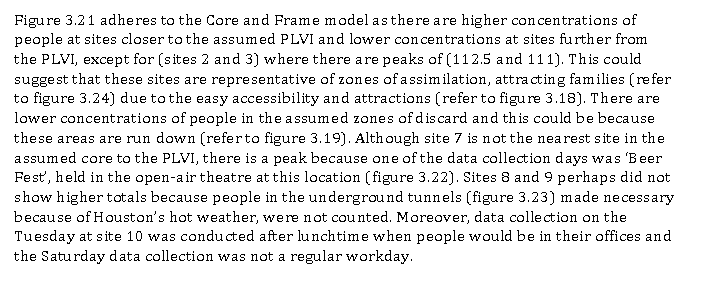 Figure 3.21 adheres to the Core and Frame model as there are higher concentrations of
people at sites closer to the assumed PLVI and lower concentrations at sites further from
the PLVI, except for (sites 2 and 3) where there are peaks of (112.5 and 111). This could
suggest that these sites are representative of zones of assimilation, attracting families (refer
to figure 3.24) due to the easy accessibility and attractions (refer to figure 3.18). There are
lower concentrations of people in the assumed zones of discard and this could be because
these areas are run down (refer to figure 3.19). Although site 7 is not the nearest site in the
assumed core to the PLVI, there is a peak because one of the data collection days was ‘Beer
Fest’, held in the open-air theatre at this location (figure 3.22). Sites 8 and 9 perhaps did not
show higher totals because people in the underground tunnels (figure 3.23) made necessary
because of Houston’s hot weather, were not counted. Moreover, data collection on the
Tuesday at site 10 was conducted after lunchtime when people would be in their offices and
the Saturday data collection was not a regular workday.